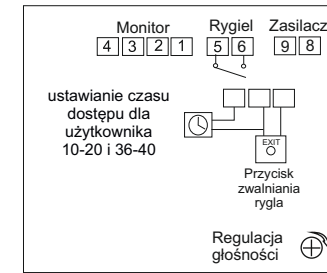 Monitor Rygiel Zasilacz
4 3 2 1 5 6 9 8
ustawianie czasu
dostępu dla
użytkownika
10-20 i 36-40
EXIT
Przycisk
zwalniania
rygla
Regulacja
głośności